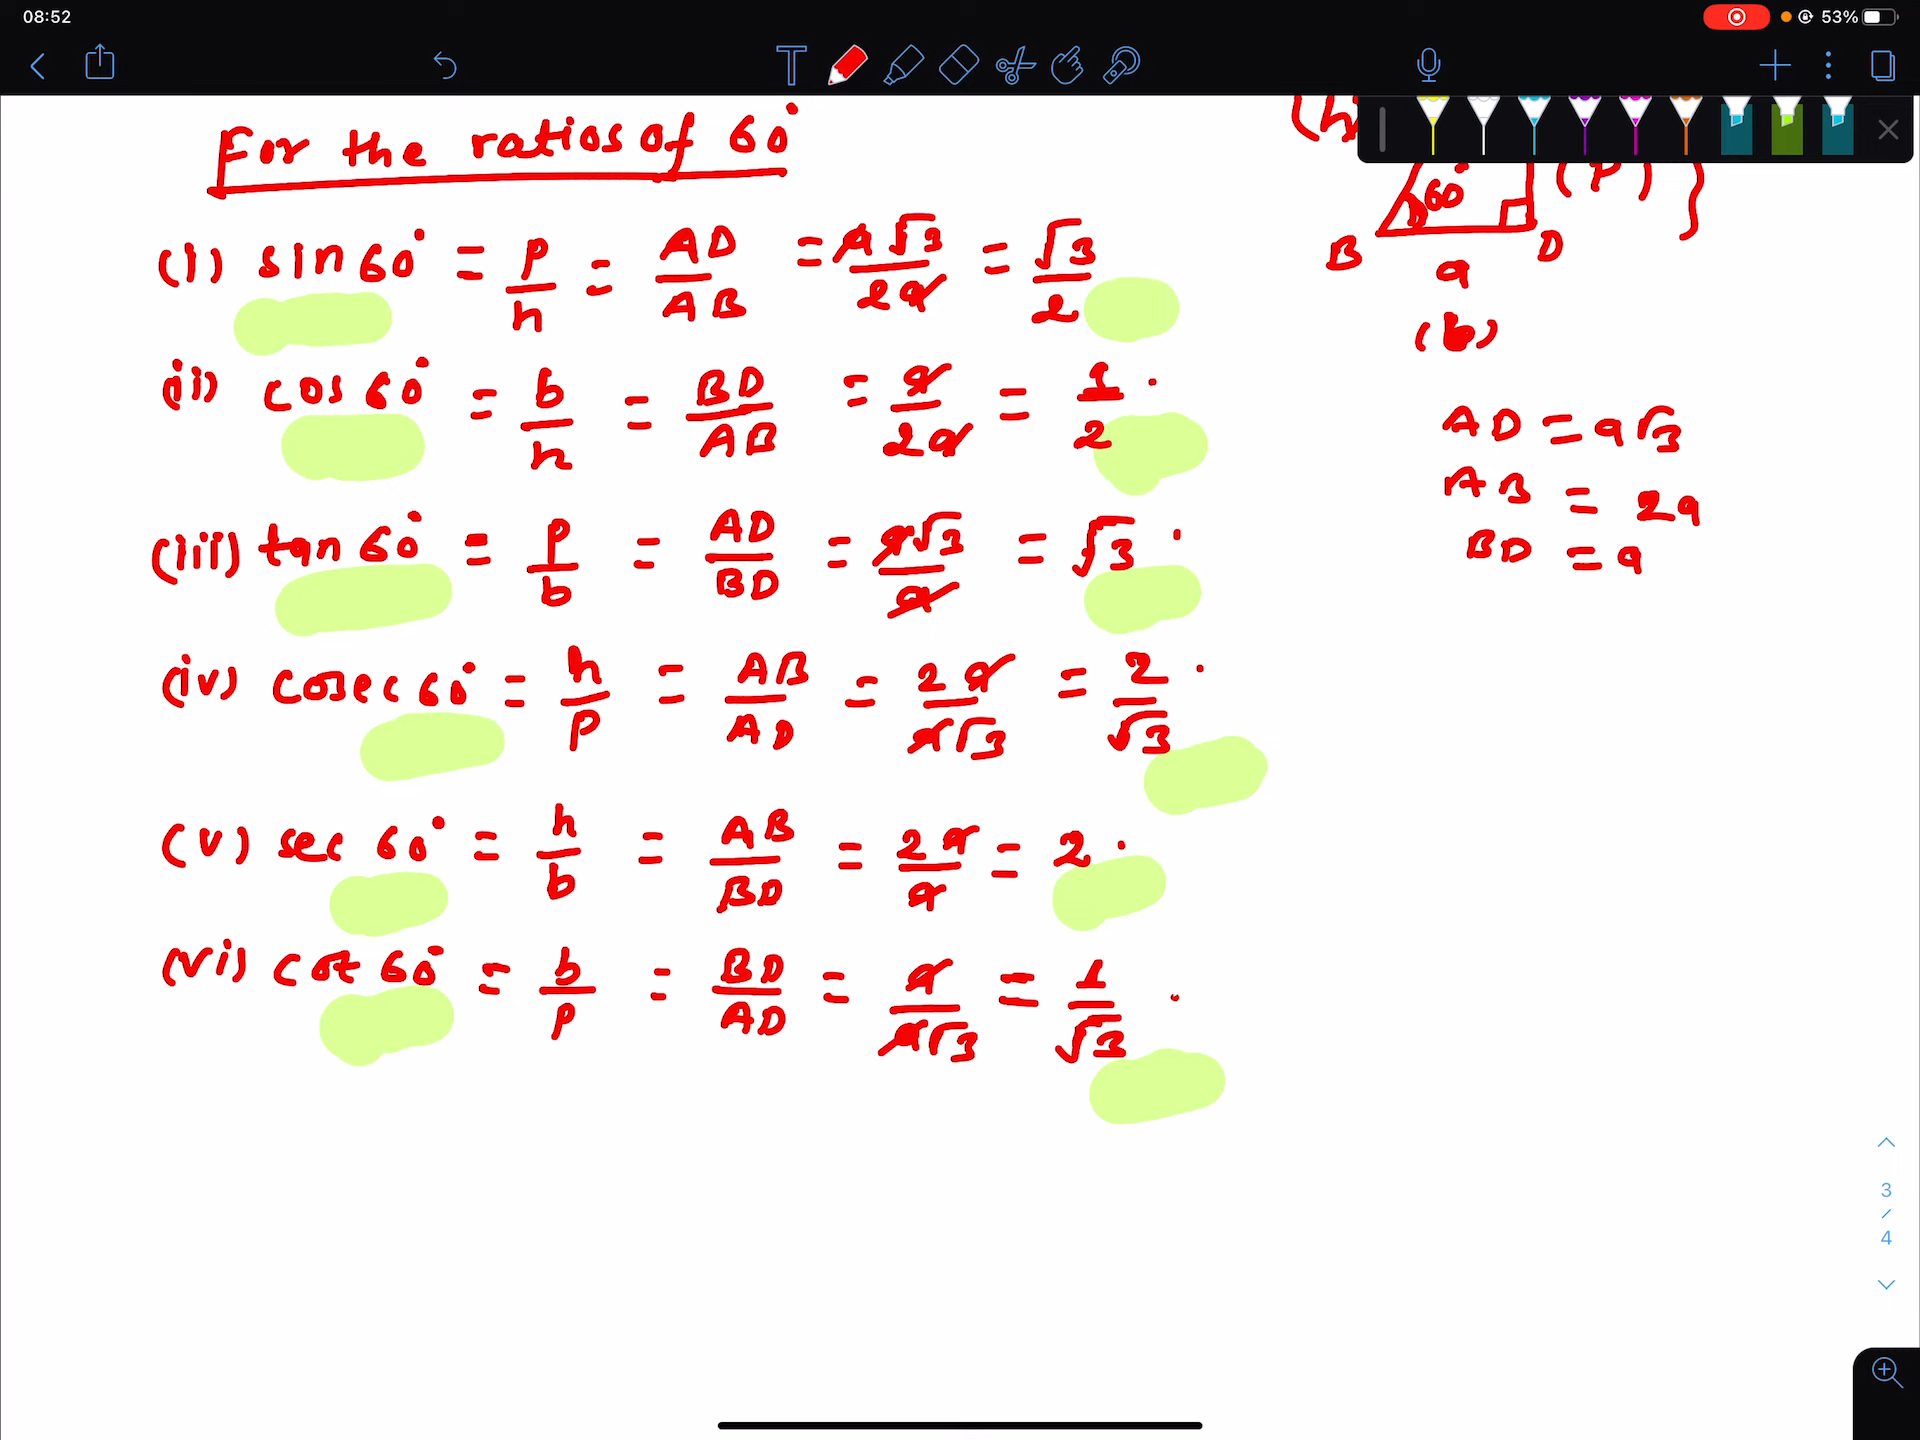 08:52
53%
For the ratios of 60°
(i) sin 60° = p/h = AD/AB = a√3/2a = √3/2
(ii) cos 60° = b/h = BD/AB = a/2a = 1/2 .
(iii) tan 60° = p/b = AD/BD = a√3/a = √3 .
(iv) cosec 60° = h/p = AB/AD = 2a/a√3 = 2/√3 .
(v) sec 60° = h/b = AB/BD = 2a/a = 2 .
(vi) cot 60° = b/p = BD/AD = a/a√3 = 1/√3 .
(h)
60° (p)
B D
a
(b)
AD = a√3
AB = 2a
BD = a
3
/
4